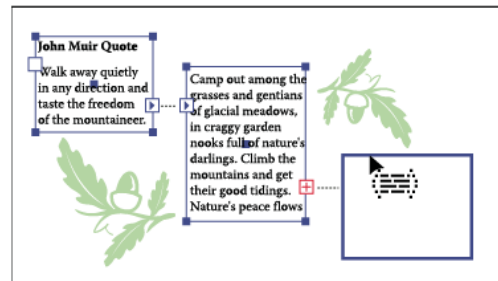 John Muir Quote
Walk away quietly
in any direction and
taste the freedom
of the mountaineer.
Camp out among the
grasses and gentians
of glacial meadows,
in craggy garden
nooks full of nature's
darlings. Climb the
mountains and get
their good tidings.
Nature's peace flows